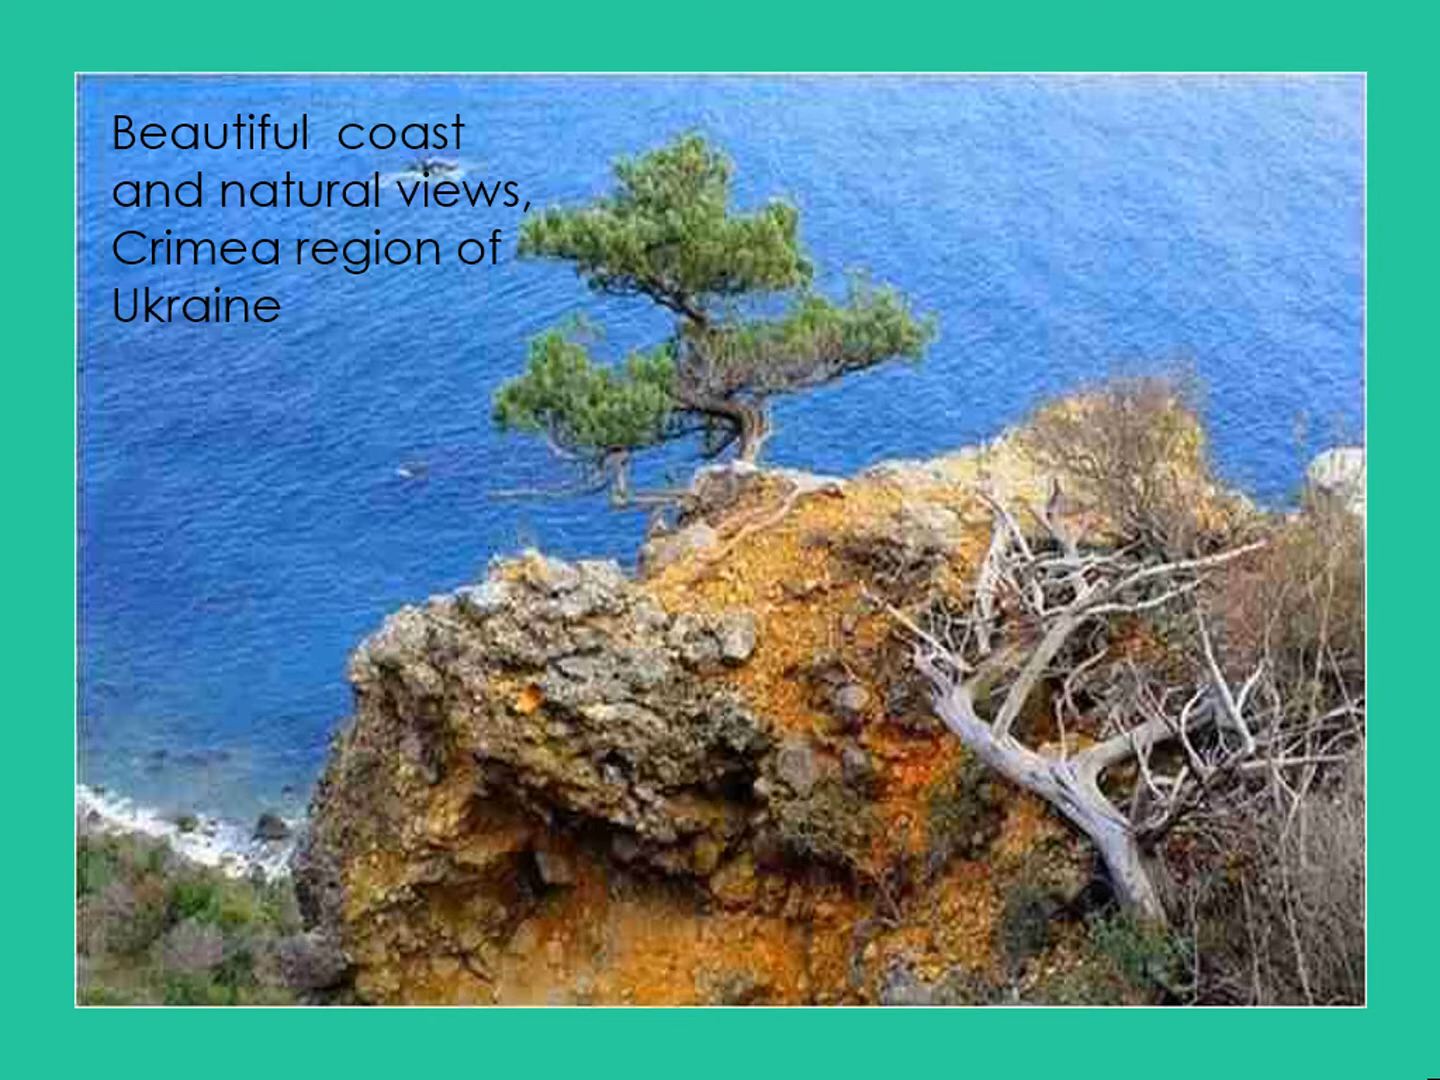 Beautiful  coast
and natural views,
Crimea region of
Ukraine